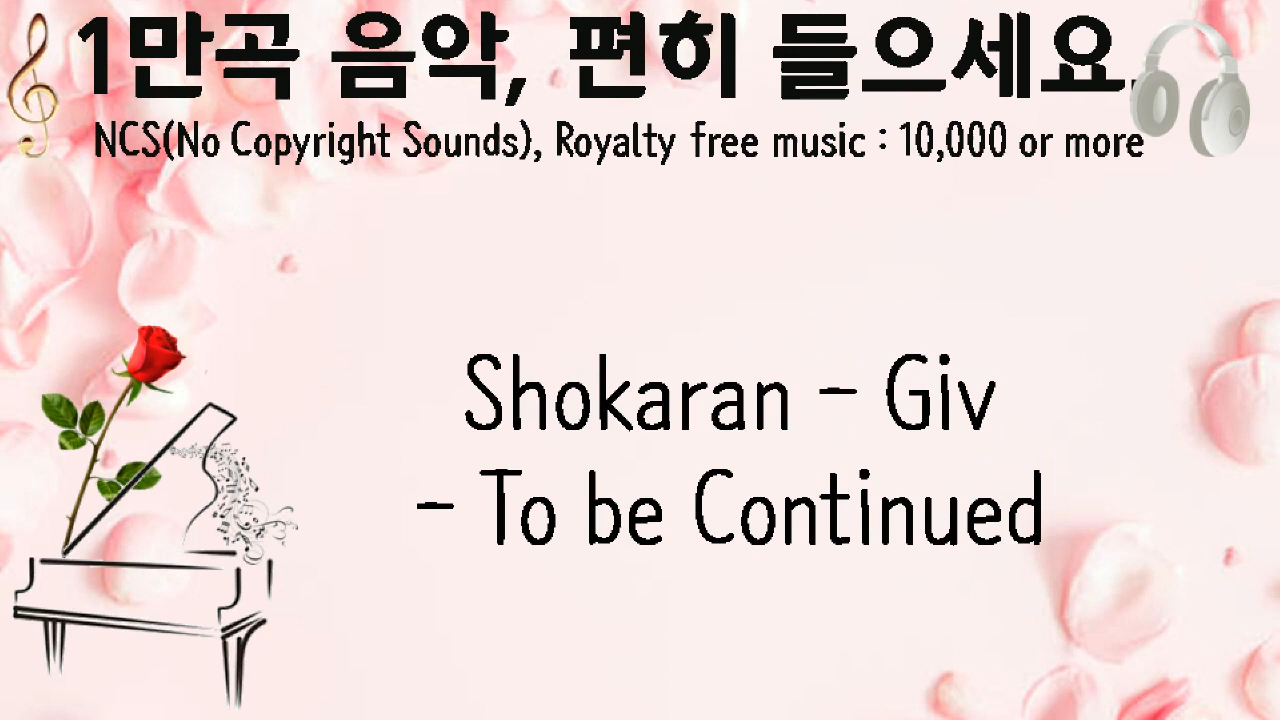 1만곡 음악, 편히 들으세요.
NCS(No Copyright Sounds), Royalty free music : 10,000 or more
Shokaran - Giv
- To be Continued